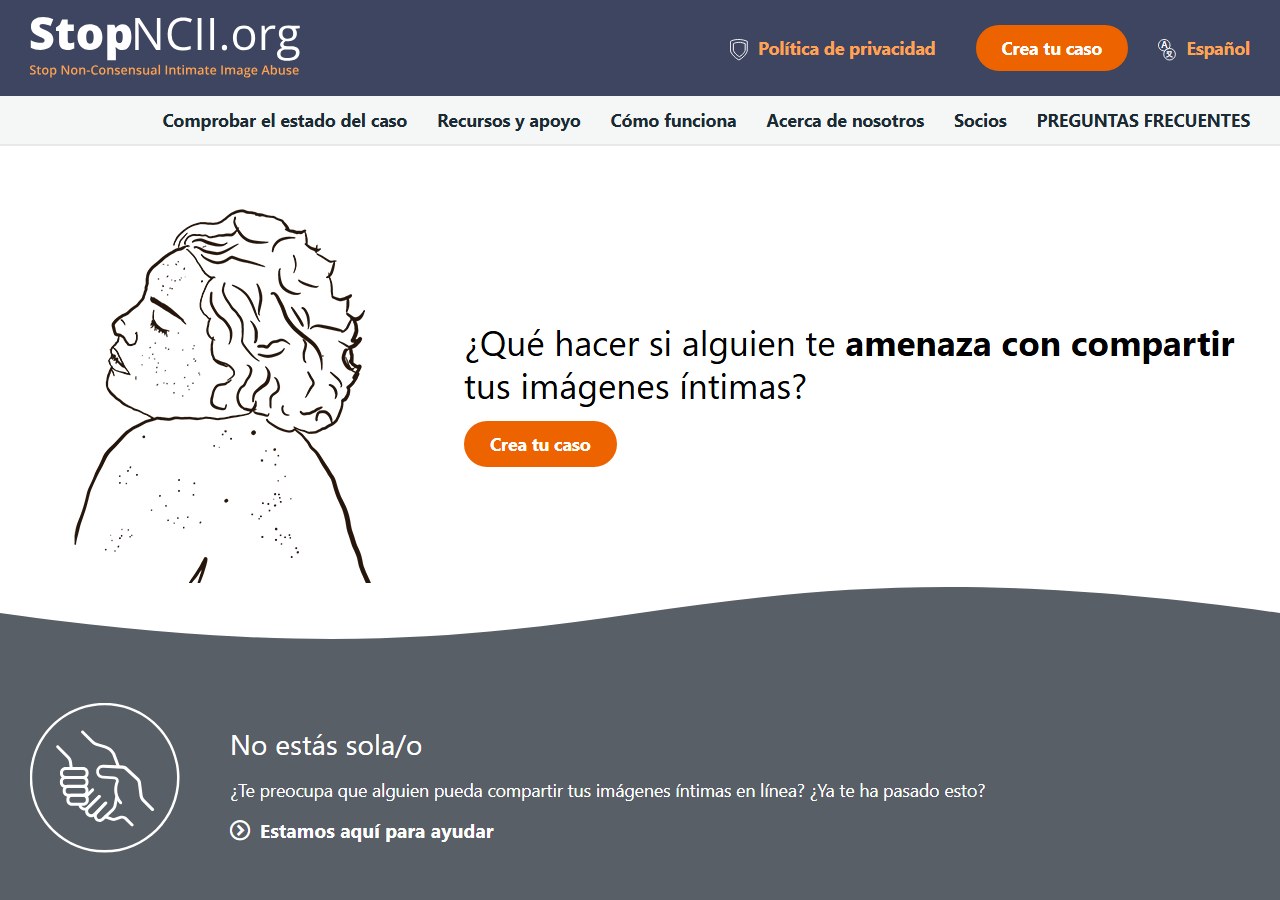 StopNCII.org
Stop Non-Consensual Intimate Image Abuse
Política de privacidad
Crea tu caso
Español
Comprobar el estado del caso
Recursos y apoyo
Cómo funciona
Acerca de nosotros
Socios
PREGUNTAS FRECUENTES
¿Qué hacer si alguien te amenaza con compartir
tus imágenes íntimas?
Crea tu caso
No estás sola/o
¿Te preocupa que alguien pueda compartir tus imágenes íntimas en línea? ¿Ya te ha pasado esto?
Estamos aquí para ayudar